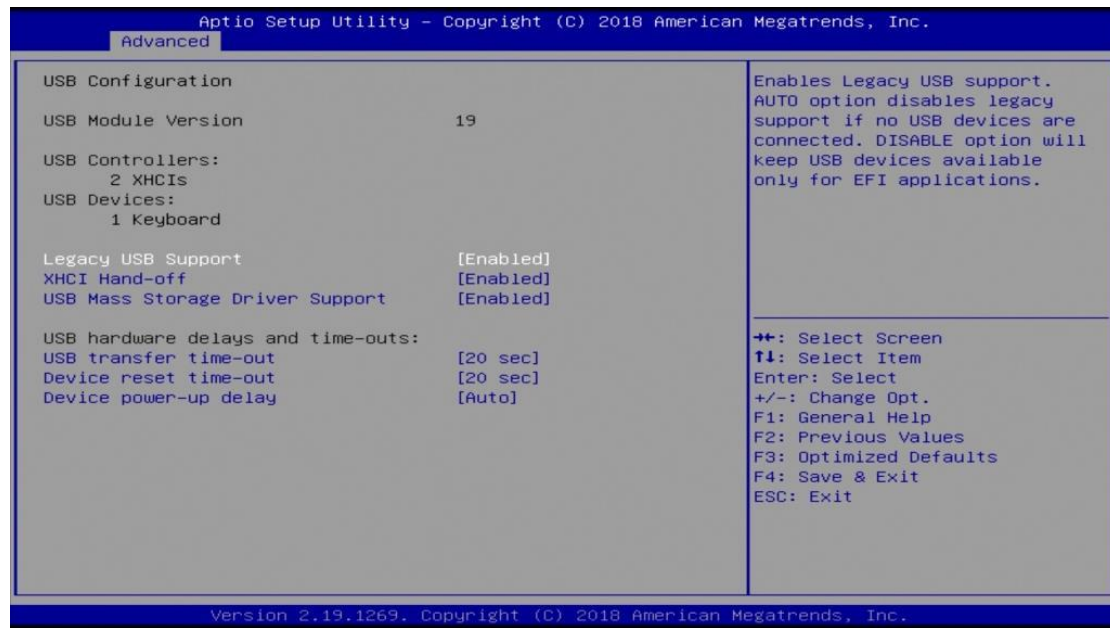 Aptio Setup Utility – Copyright (C) 2018 American Megatrends, Inc.
Advanced
USB Configuration
USB Module Version 19
USB Controllers:
2 XHCIs
USB Devices:
1 Keyboard
Legacy USB Support [Enabled]
XHCI Hand-off [Enabled]
USB Mass Storage Driver Support [Enabled]
USB hardware delays and time-outs:
USB transfer time-out [20 sec]
Device reset time-out [20 sec]
Device power-up delay [Auto]
Enables Legacy USB support.
AUTO option disables legacy
support if no USB devices are
connected. DISABLE option will
keep USB devices available
only for EFI applications.
→←: Select Screen
↑↓: Select Item
Enter: Select
+/-: Change Opt.
F1: General Help
F2: Previous Values
F3: Optimized Defaults
F4: Save & Exit
ESC: Exit
Version 2.19.1269. Copyright (C) 2018 American Megatrends, Inc.